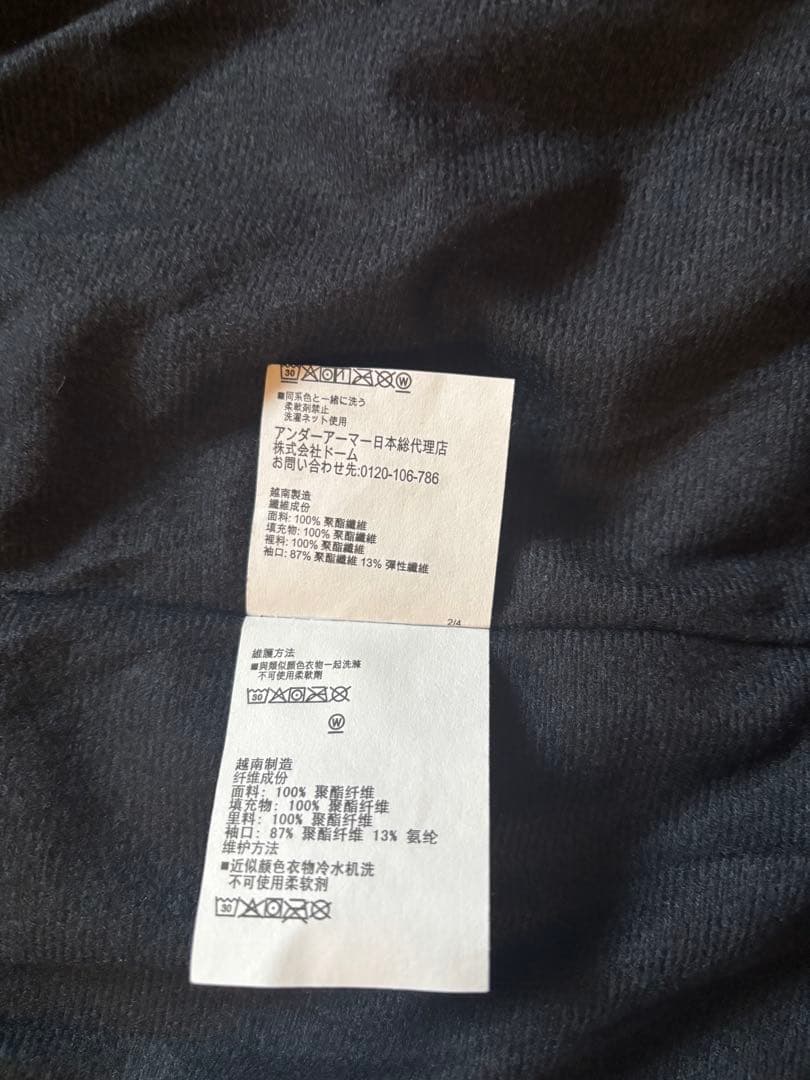 30
W
■同系色と一緒に洗う
柔軟剤禁止
洗濯ネット使用
アンダーアーマー日本総代理店
株式会社ドーム
お問い合わせ先:0120-106-786
越南製造
纖維成份
面料: 100% 聚酯纖維
填充物: 100% 聚酯纖維
裡料: 100% 聚酯纖維
袖口: 87% 聚酯纖維 13% 彈性纖維
2/4
維護方法
■與類似顏色衣物一起洗滌
不可使用柔軟劑
30
W
越南制造
纤维成份
面料: 100% 聚酯纤维
填充物: 100% 聚酯纤维
里料: 100% 聚酯纤维
袖口: 87% 聚酯纤维 13% 氨纶
维护方法
■近似颜色衣物冷水机洗
不可使用柔软剂
30